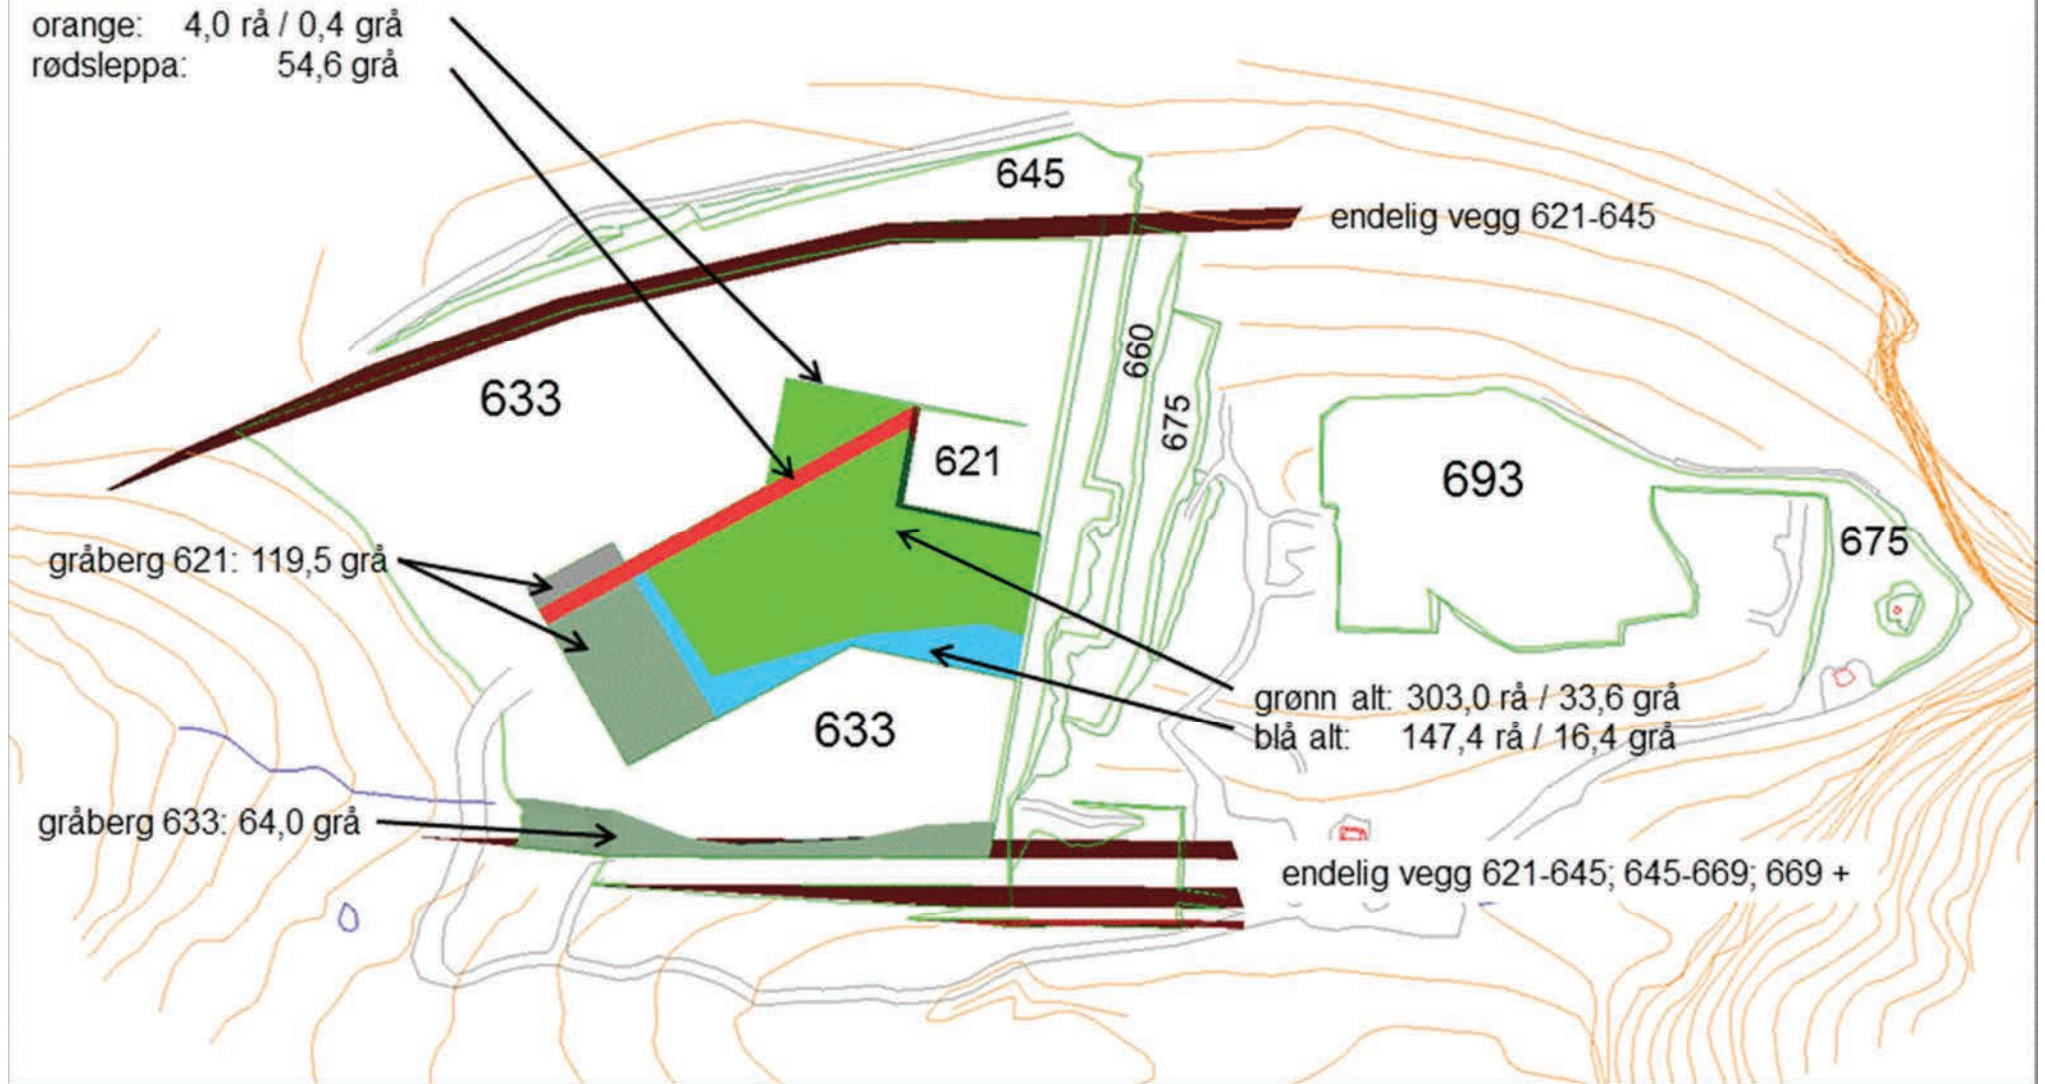 orange: 4,0 rå / 0,4 grå
rødsleppa: 54,6 grå
645
endelig vegg 621-645
660
633
675
621
693
675
gråberg 621: 119,5 grå
grønn alt: 303,0 rå / 33,6 grå
633
blå alt: 147,4 rå / 16,4 grå
gråberg 633: 64,0 grå
endelig vegg 621-645; 645-669; 669 +